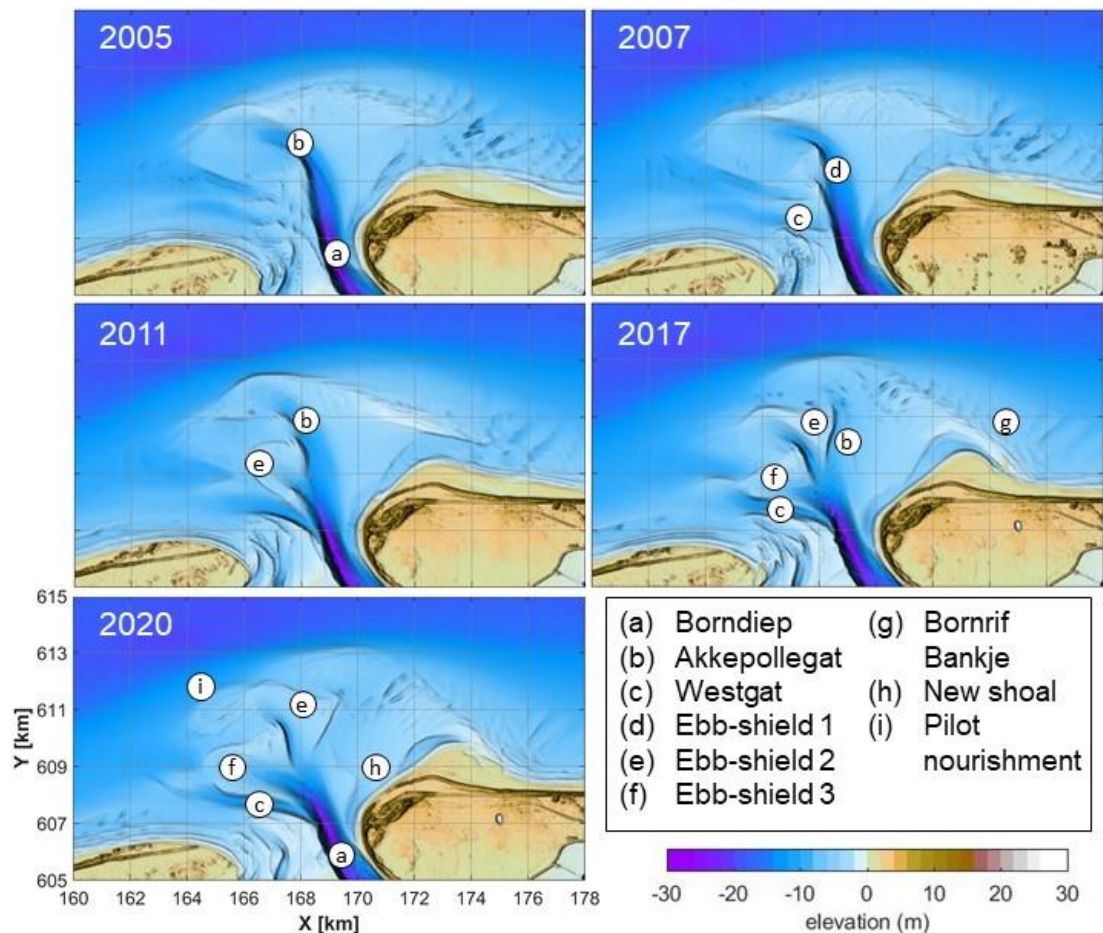 2005
b
a
2007
d
c
2011
b
e
2017
e
b
g
f
c
2020
i
e
f
h
c
a
615
613
611
609
607
605
Y [km]
160 162 164 166 168 170 172 174 176 178
X [km]
(a) Borndiep
(b) Akkepollegat
(c) Westgat
(d) Ebb-shield 1
(e) Ebb-shield 2
(f) Ebb-shield 3
(g) Bornrif
Bankje
(h) New shoal
(i) Pilot
nourishment
-30 -20 -10 0 10 20 30
elevation (m)